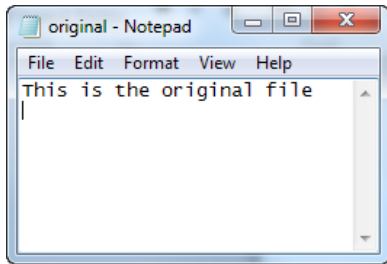 original - Notepad
File Edit Format View Help
This is the original file